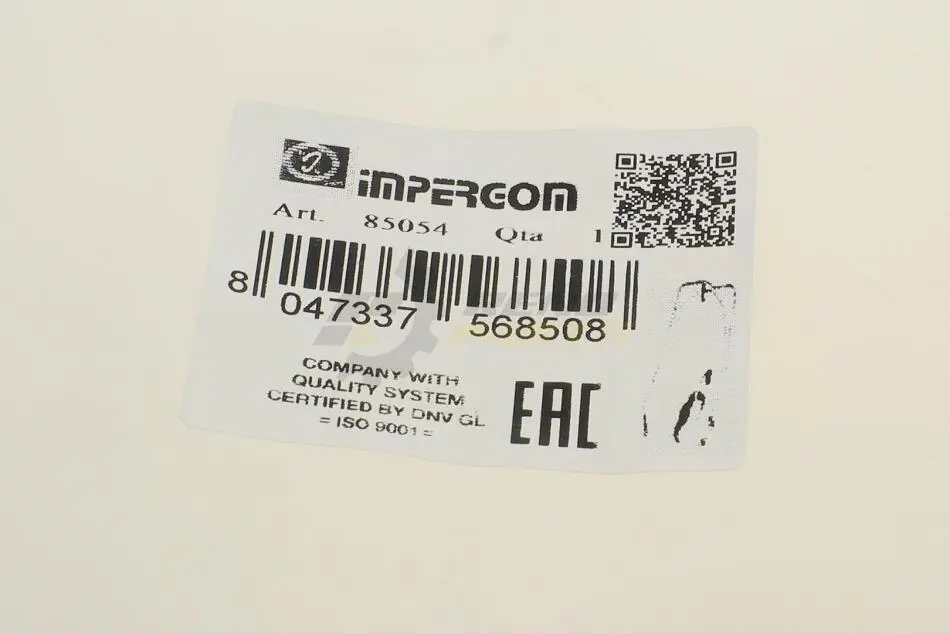 iMPERGOM
Art. 85054 Qta 1
8 047337 568508
COMPANY WITH
QUALITY SYSTEM
CERTIFIED BY DNV GL
= ISO 9001 =
EAC